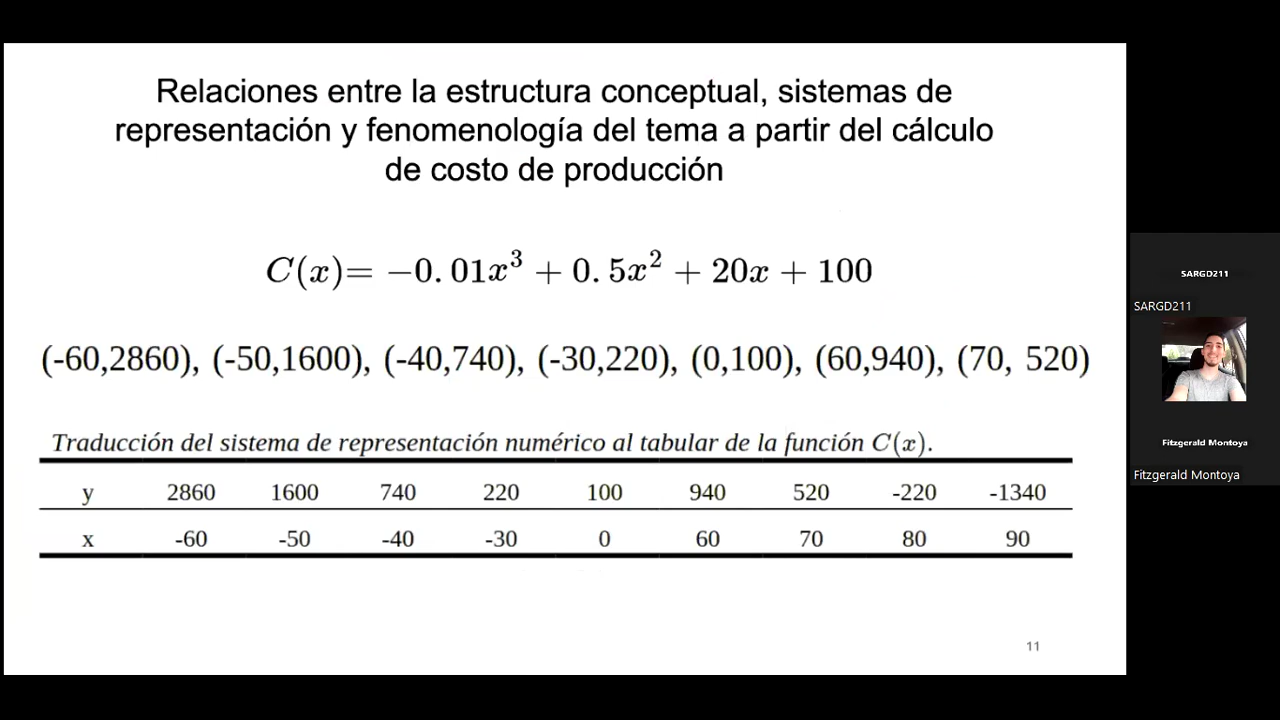 Relaciones entre la estructura conceptual, sistemas de
representación y fenomenología del tema a partir del cálculo
de costo de producción
C(x)= −0.01x³ + 0.5x² + 20x + 100
(-60,2860), (-50,1600), (-40,740), (-30,220), (0,100), (60,940), (70, 520)
Traducción del sistema de representación numérico al tabular de la función C(x).
y 2860 1600 740 220 100 940 520 -220 -1340
x -60 -50 -40 -30 0 60 70 80 90
11
SARGD211
SARGD211
Fitzgerald Montoya
Fitzgerald Montoya